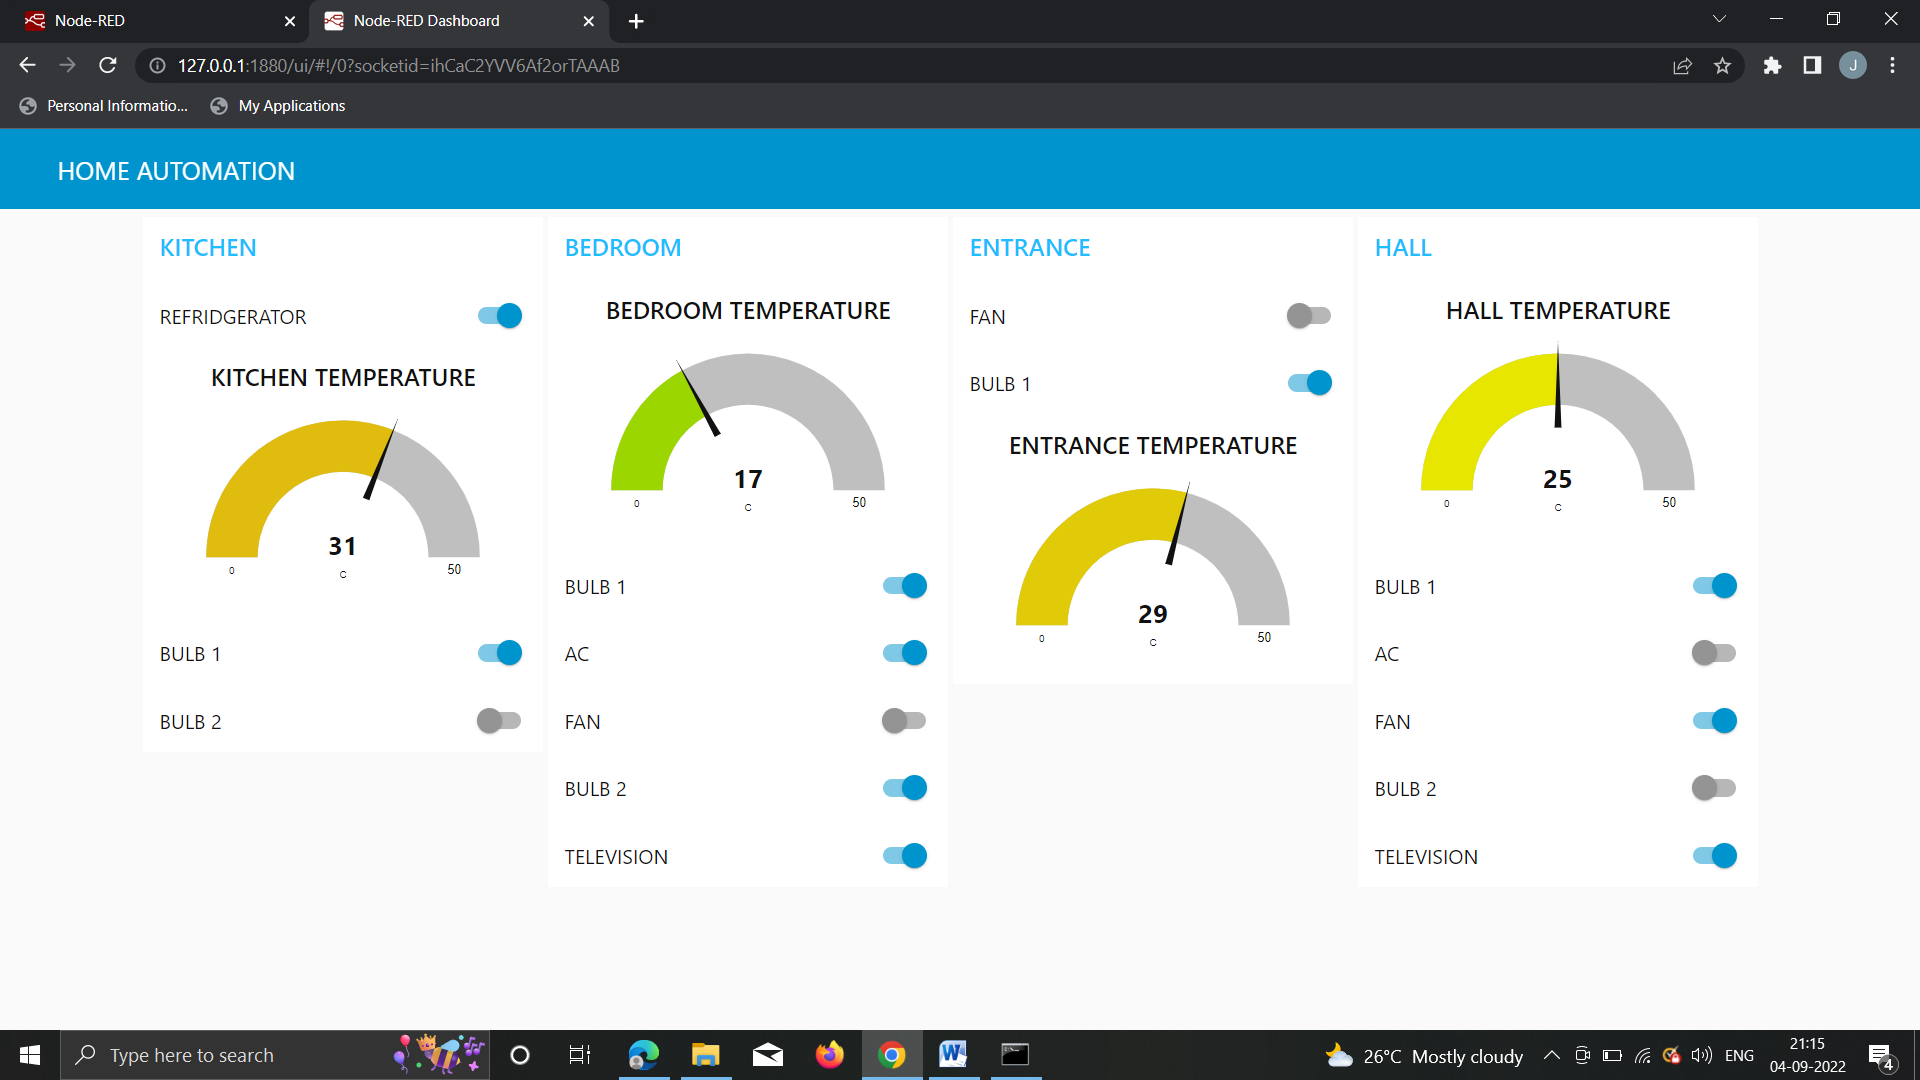 Node-RED
Node-RED Dashboard
127.0.0.1:1880/ui/#!/0?socketid=ihCaC2YVV6Af2orTAAAB
J
Personal Informatio...
My Applications
HOME AUTOMATION
KITCHEN
REFRIDGERATOR
KITCHEN TEMPERATURE
31
0
C
50
BULB 1
BULB 2
BEDROOM
BEDROOM TEMPERATURE
17
0
C
50
BULB 1
AC
FAN
BULB 2
TELEVISION
ENTRANCE
FAN
BULB 1
ENTRANCE TEMPERATURE
29
0
C
50
HALL
HALL TEMPERATURE
25
0
C
50
BULB 1
AC
FAN
BULB 2
TELEVISION
Type here to search
26°C Mostly cloudy
ENG
21:15
04-09-2022
4